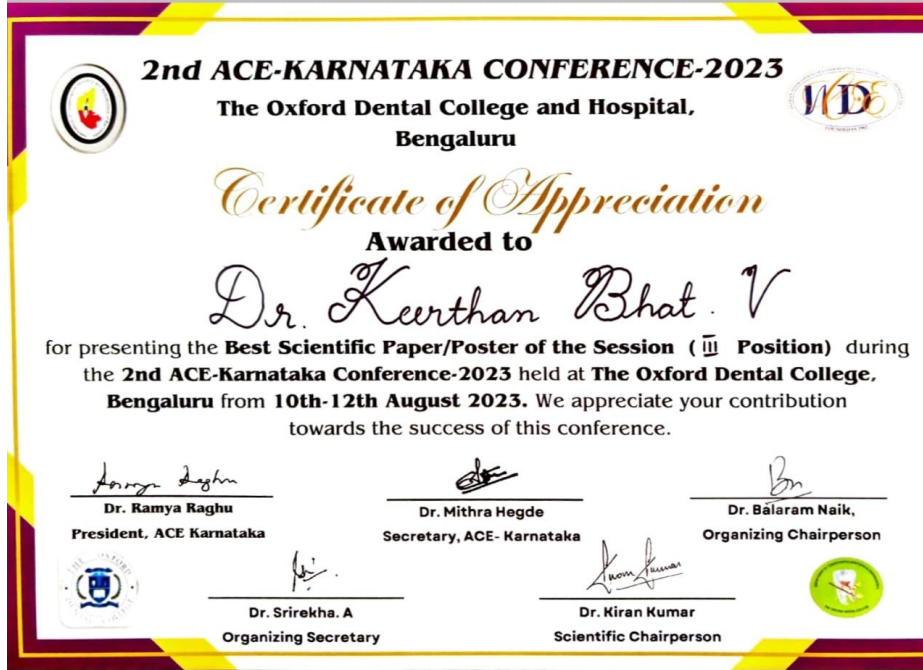 2nd ACE-KARNATAKA CONFERENCE-2023
The Oxford Dental College and Hospital,
Bengaluru
Certificate of Appreciation
Awarded to
Dr. Keerthan Bhat. V
for presenting the Best Scientific Paper/Poster of the Session ( III Position) during
the 2nd ACE-Karnataka Conference-2023 held at The Oxford Dental College,
Bengaluru from 10th-12th August 2023. We appreciate your contribution
towards the success of this conference.
Dr. Ramya Raghu
President, ACE Karnataka
Dr. Mithra Hegde
Secretary, ACE- Karnataka
Dr. Balaram Naik,
Organizing Chairperson
THE OXFORD
DENTAL COLLEGE
Dr. Srirekha. A
Organizing Secretary
Dr. Kiran Kumar
Scientific Chairperson